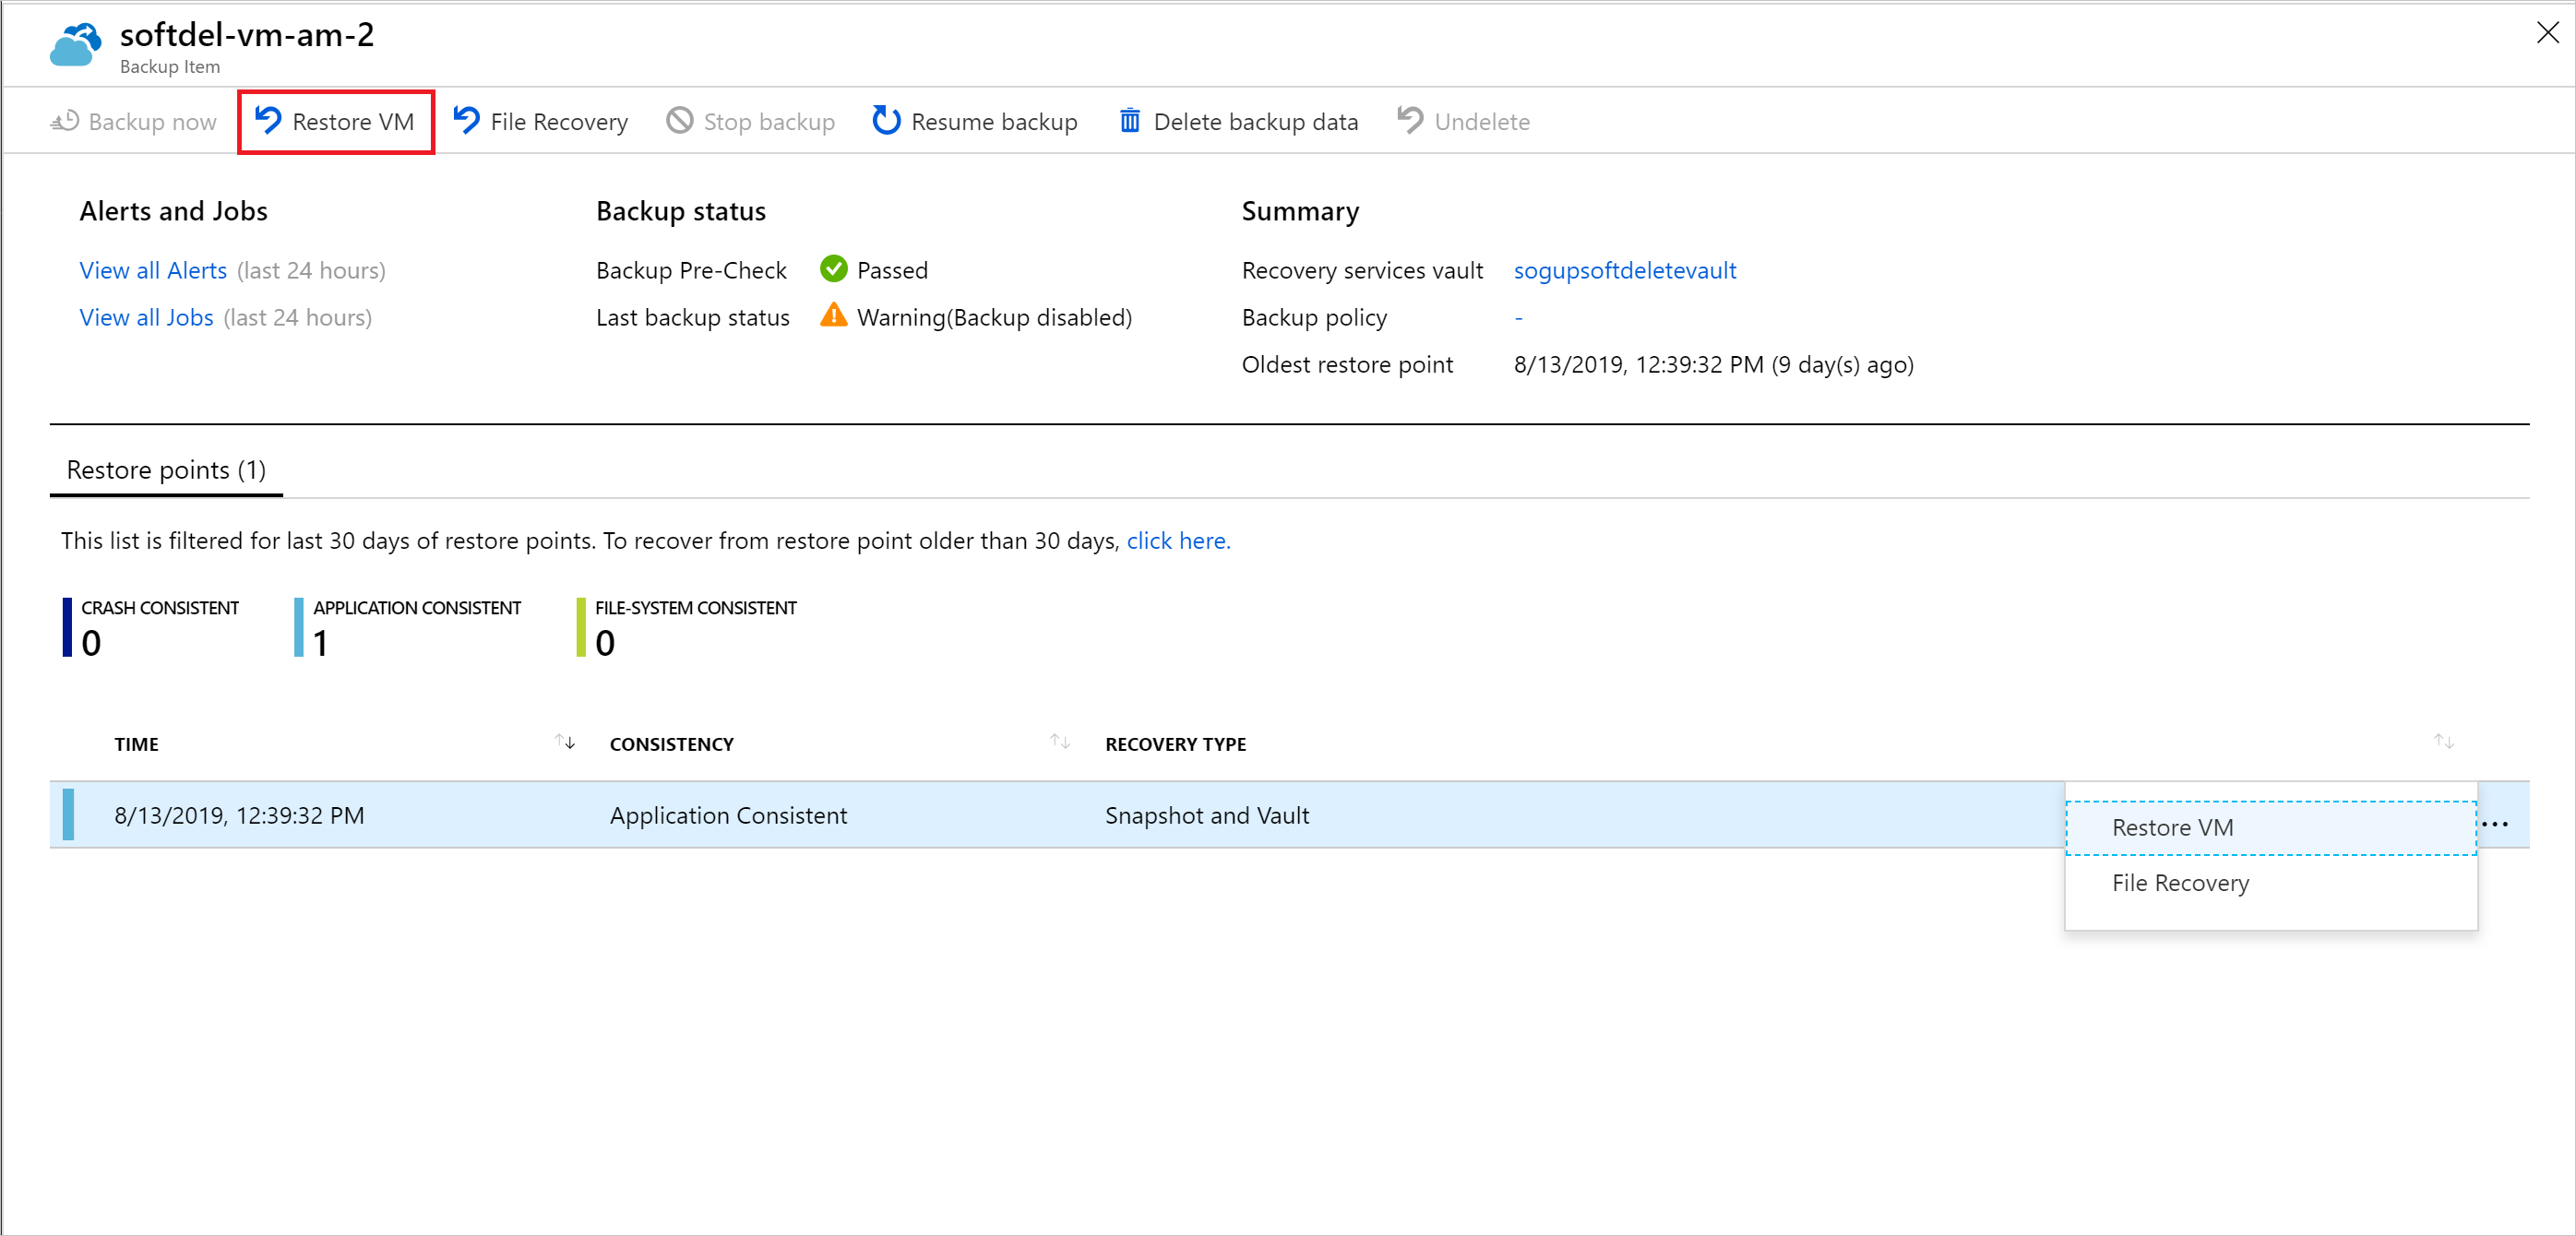 softdel-vm-am-2
Backup Item
Backup now Restore VM File Recovery Stop backup Resume backup Delete backup data Undelete
Alerts and Jobs Backup status Summary
View all Alerts (last 24 hours) Backup Pre-Check Passed Recovery services vault sogupsoftdeletevault
View all Jobs (last 24 hours) Last backup status Warning(Backup disabled) Backup policy -
Oldest restore point 8/13/2019, 12:39:32 PM (9 day(s) ago)
Restore points (1)
This list is filtered for last 30 days of restore points. To recover from restore point older than 30 days, click here.
CRASH CONSISTENT APPLICATION CONSISTENT FILE-SYSTEM CONSISTENT
0 1 0
TIME CONSISTENCY RECOVERY TYPE
8/13/2019, 12:39:32 PM Application Consistent Snapshot and Vault
Restore VM
File Recovery